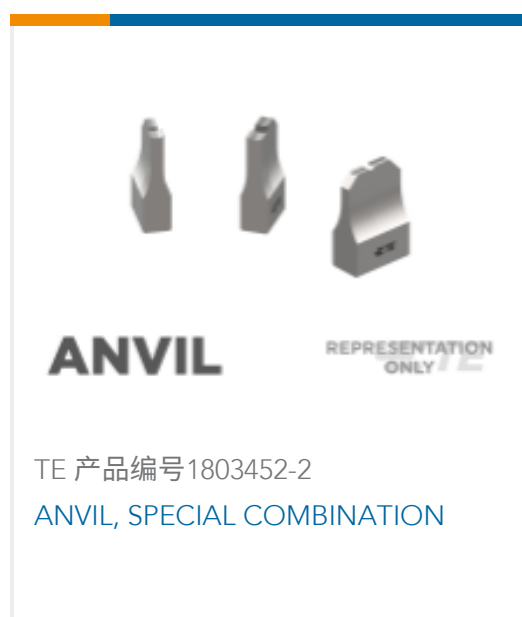 ANVIL
REPRESENTATION
ONLY
TE
TE 产品编号1803452-2
ANVIL, SPECIAL COMBINATION